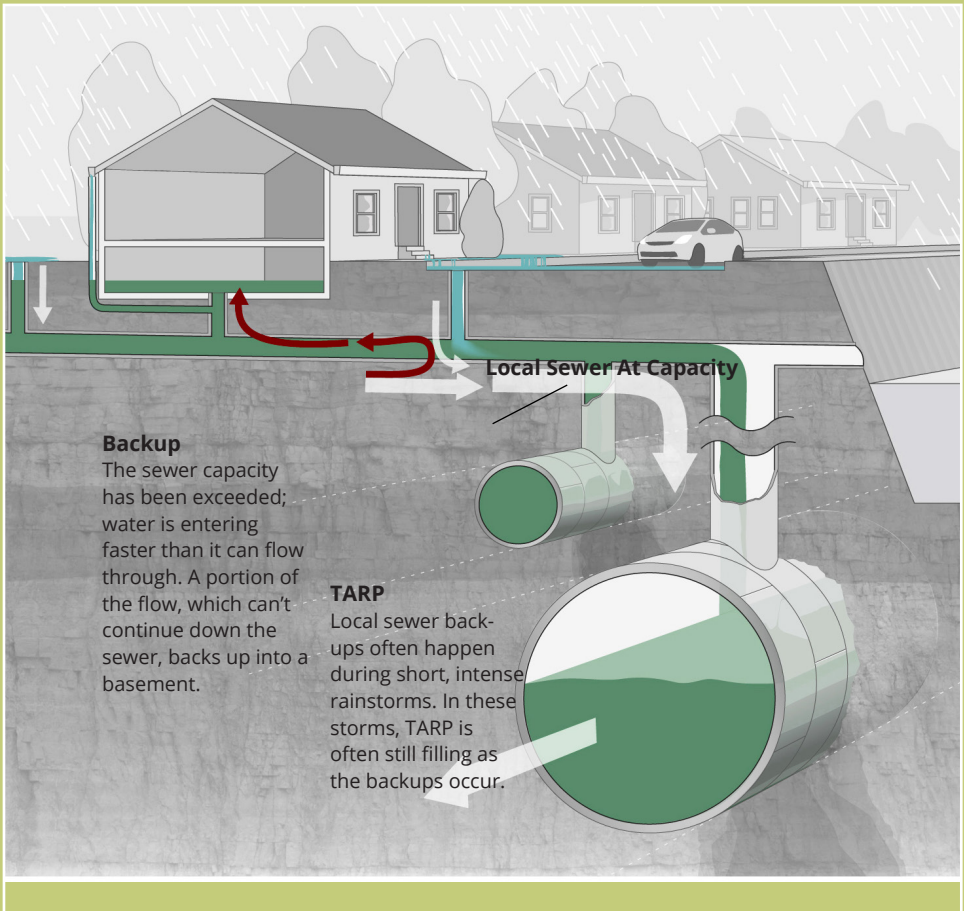 Local Sewer At Capacity
Backup
The sewer capacity
has been exceeded;
water is entering
faster than it can flow
through. A portion of
the flow, which can’t
continue down the
sewer, backs up into a
basement.
TARP
Local sewer back-
ups often happen
during short, intense
rainstorms. In these
storms, TARP is
often still filling as
the backups occur.